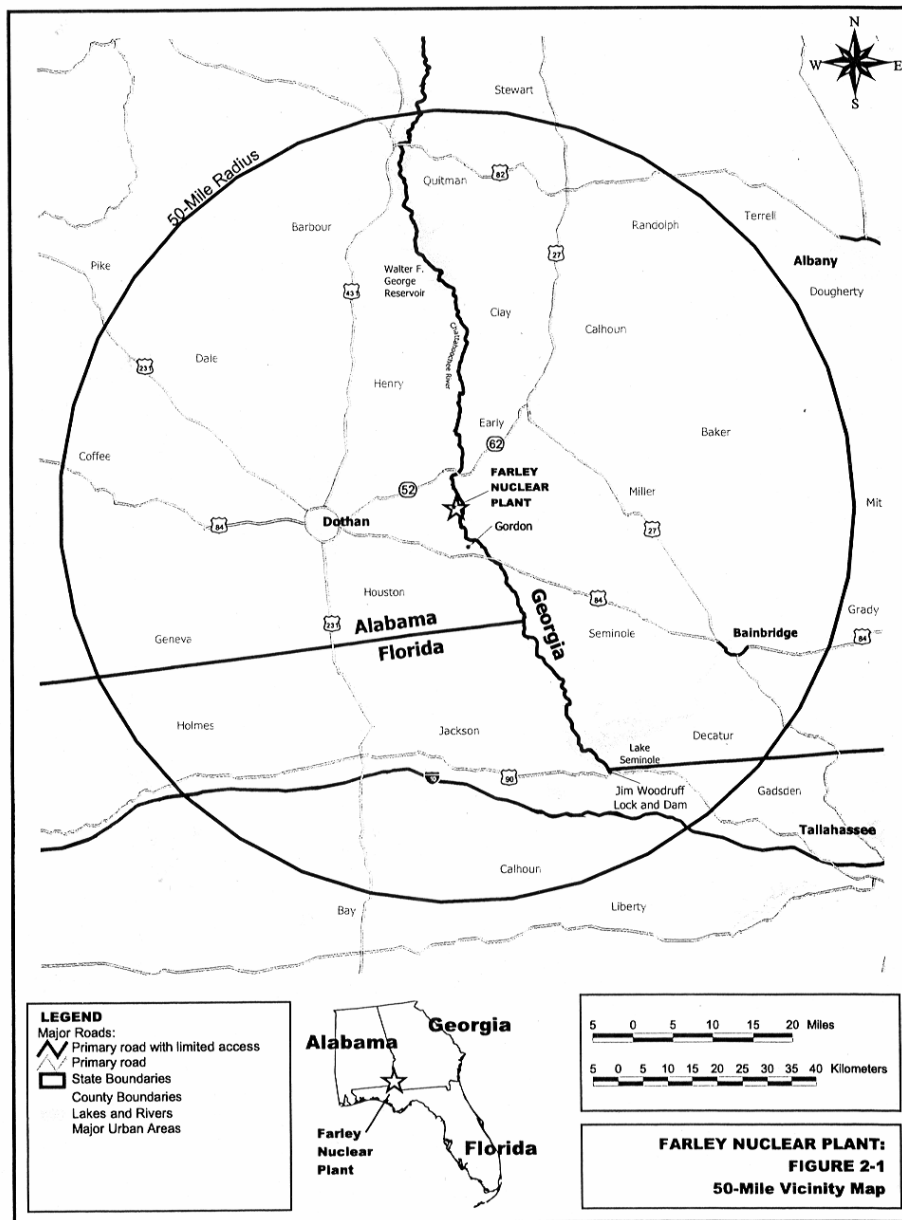 N
W
E
S
Stewart
50-Mile Radius
Quitman
82
Barbour
Randolph
Terrell
27
Albany
Pike
Walter F.
George
Reservoir
431
Dougherty
Clay
Chattahoochee River
Calhoun
Dale
231
Henry
Early
62
Baker
Coffee
FARLEY
NUCLEAR
PLANT
52
Miller
Mit
84
Dothan
Gordon
27
Houston
84
Georgia
Grady
Alabama
231
Seminole
Bainbridge
84
Geneva
Florida
Holmes
Jackson
Decatur
Lake
Seminole
90
Jim Woodruff
Lock and Dam
Gadsden
Tallahassee
Calhoun
Bay
Liberty
LEGEND
Major Roads:
Primary road with limited access
Primary road
State Boundaries
County Boundaries
Lakes and Rivers
Major Urban Areas
Alabama
Georgia
Florida
Farley
Nuclear
Plant
5 0 5 10 15 20 Miles
5 0 5 10 15 20 25 30 35 40 Kilometers
FARLEY NUCLEAR PLANT:
FIGURE 2-1
50-Mile Vicinity Map